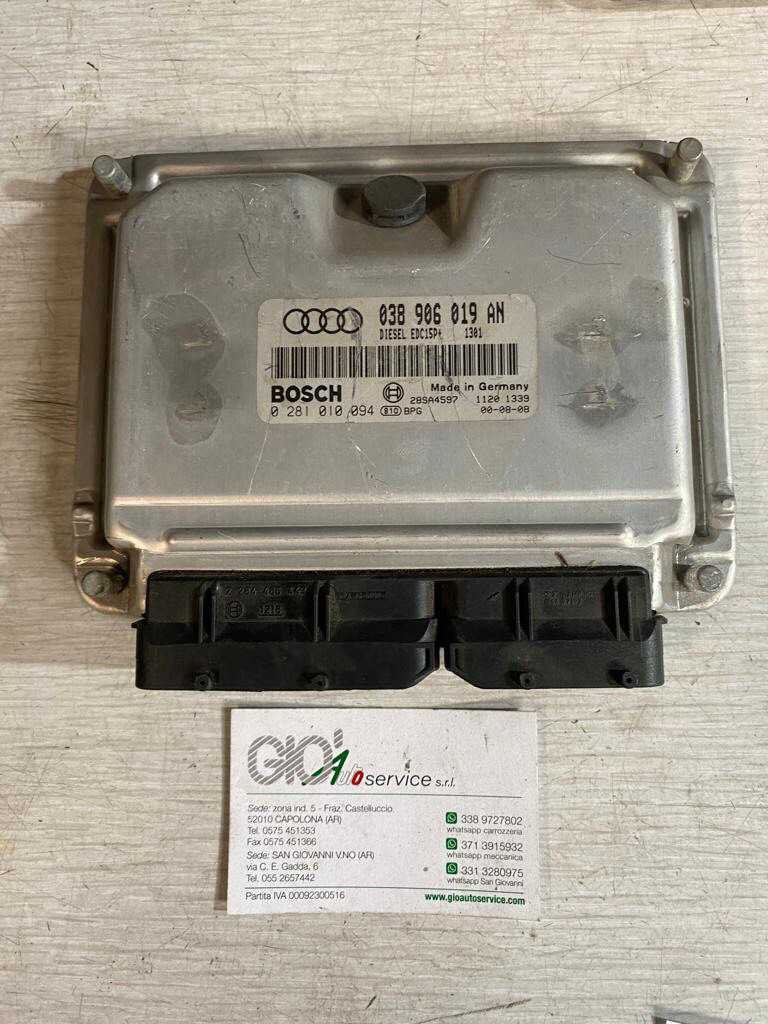 038 906 019 AN
DIESEL EDC15P+ 1301
BOSCH Made in Germany
28SA4597 1120 1339
0 281 010 094 810 BPG 00-08-08
1218
GIO' Autoservice s.r.l.
Sede: zona ind. 5 - Fraz. Castelluccio
52010 CAPOLONA (AR)
Tel. 0575 451353
Fax 0575 451366
Sede: SAN GIOVANNI V.NO (AR)
via C. E. Gadda, 6
Tel. 055 2657442
Partita IVA 00092300516
338 9727802
whatsapp carrozzeria
371 3915932
whatsapp meccanica
331 3280975
whatsapp San Giovanni
www.gioautoservice.com